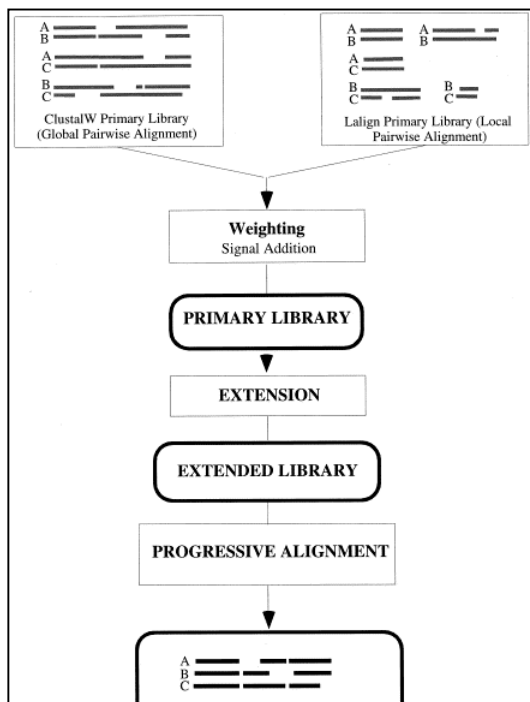 A
B
A
C
B
C
ClustalW Primary Library
(Global Pairwise Alignment)
A
B
A
B
A
C
B
C
B
C
Lalign Primary Library (Local
Pairwise Alignment)
Weighting
Signal Addition
PRIMARY LIBRARY
EXTENSION
EXTENDED LIBRARY
PROGRESSIVE ALIGNMENT
A
B
C